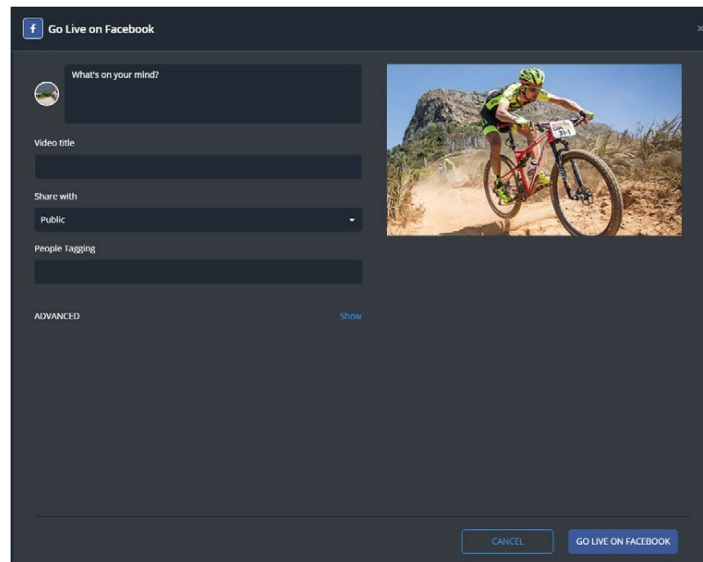 Go Live on Facebook
What's on your mind?
Video title
Share with
Public
People Tagging
ADVANCED
Show
CANCEL
GO LIVE ON FACEBOOK